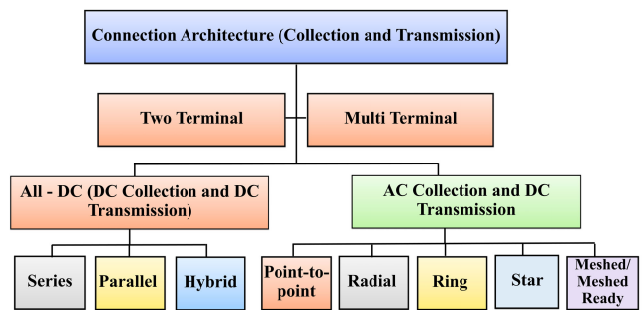 Connection Architecture (Collection and Transmission)
Two Terminal
Multi Terminal
All - DC (DC Collection and DC
Transmission)
AC Collection and DC
Transmission
Series
Parallel
Hybrid
Point-to-
point
Radial
Ring
Star
Meshed/
Meshed
Ready